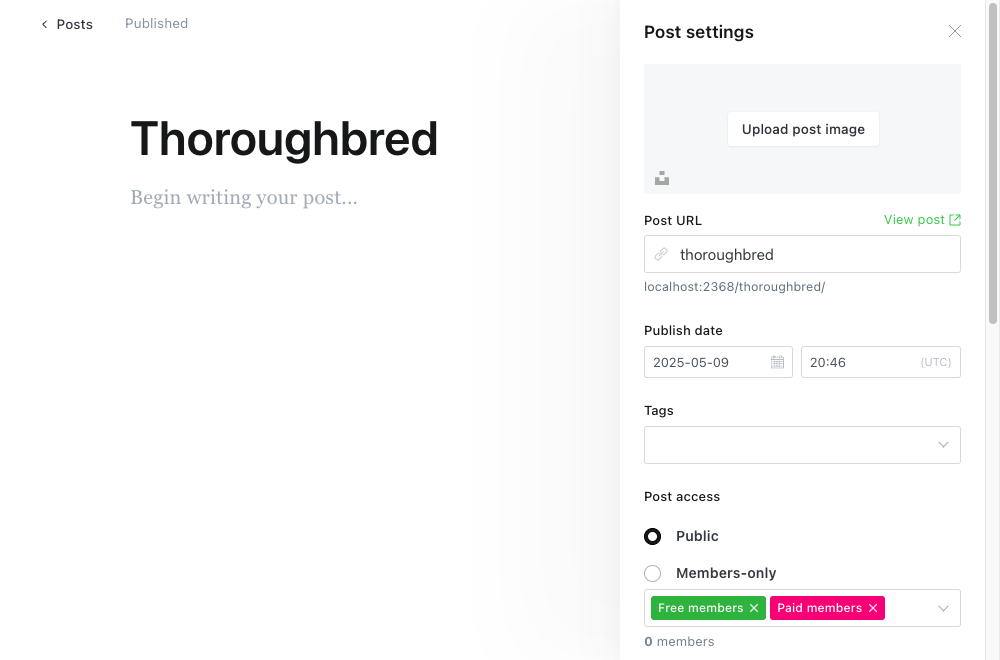 Posts
Published
Post settings
Thoroughbred
Begin writing your post...
Upload post image
Post URL
View post
thoroughbred
localhost:2368/thoroughbred/
Publish date
2025-05-09
20:46
(UTC)
Tags
Post access
Public
Members-only
Free members
Paid members
0 members